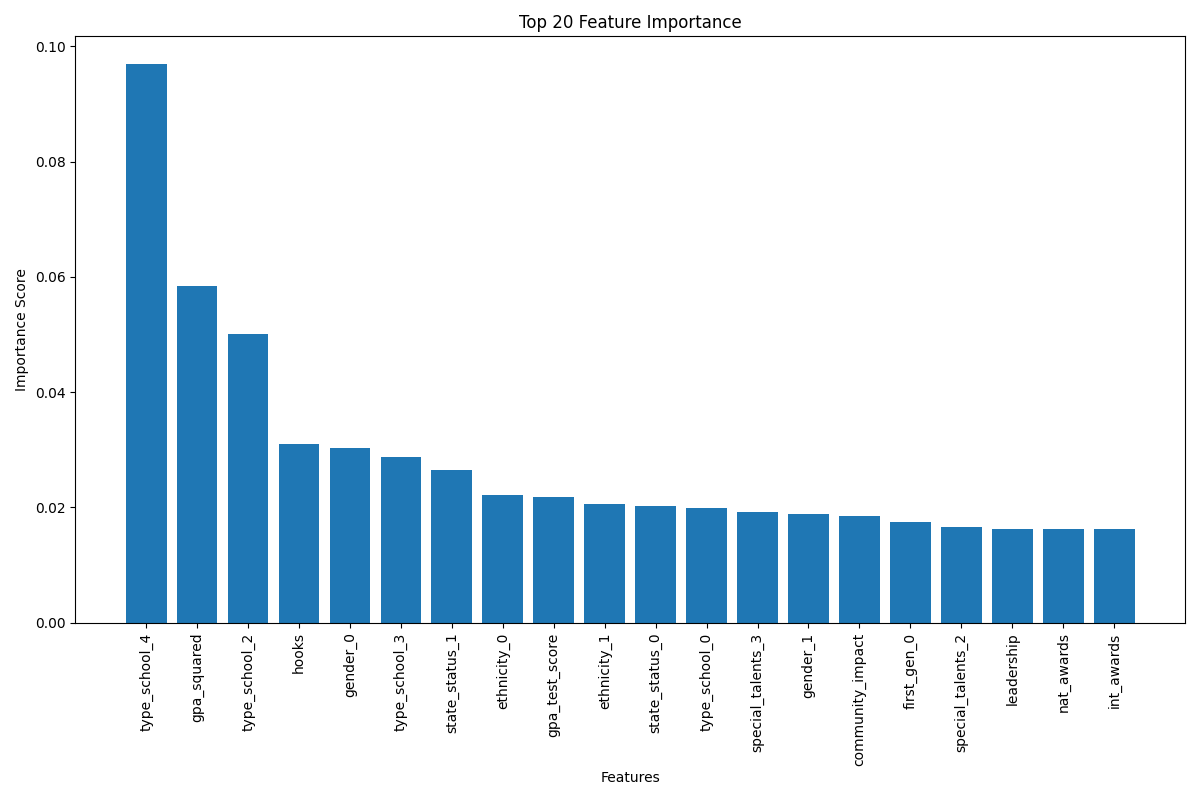 Top 20 Feature Importance
Importance Score
0.10
0.08
0.06
0.04
0.02
0.00
type_school_4
gpa_squared
type_school_2
hooks
gender_0
type_school_3
state_status_1
ethnicity_0
gpa_test_score
ethnicity_1
state_status_0
type_school_0
special_talents_3
gender_1
community_impact
first_gen_0
special_talents_2
leadership
nat_awards
int_awards
Features